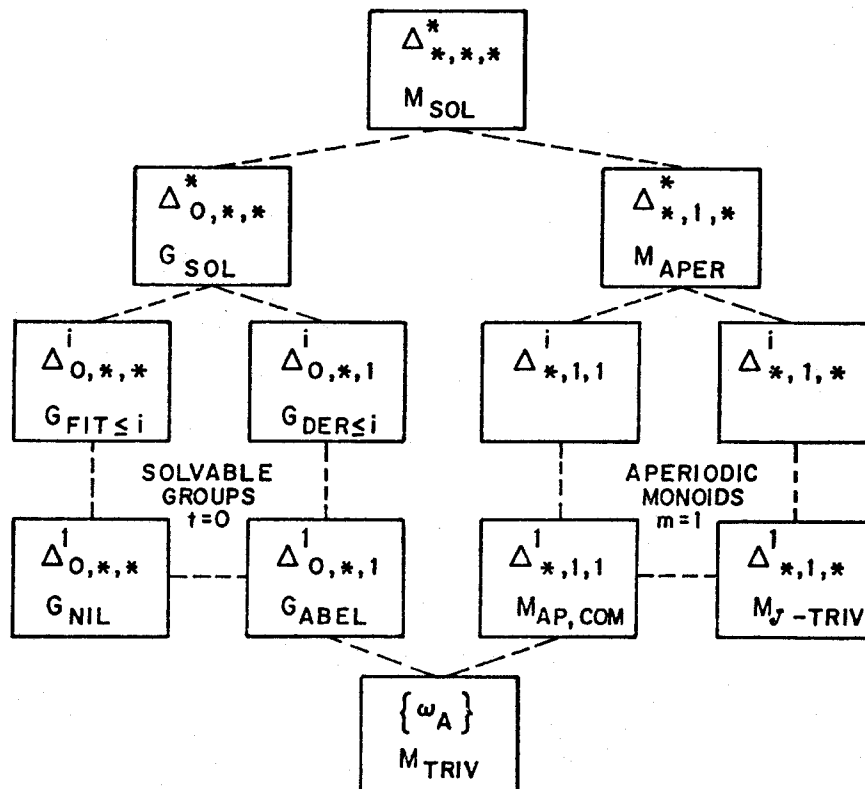 Δ*_{*,*,*}
M_SOL
Δ*_{0,*,*}
G_SOL
Δ*_{*,1,*}
M_APER
Δ^i_{0,*,*}
G_FIT≤i
Δ^i_{0,*,1}
G_DER≤i
Δ^i_{*,1,1}
Δ^i_{*,1,*}
SOLVABLE
GROUPS
t=0
APERIODIC
MONOIDS
m=1
Δ^1_{0,*,*}
G_NIL
Δ^1_{0,*,1}
G_ABEL
Δ^1_{*,1,1}
M_AP,COM
Δ^1_{*,1,*}
M_𝒥-TRIV
{ω_A}
M_TRIV